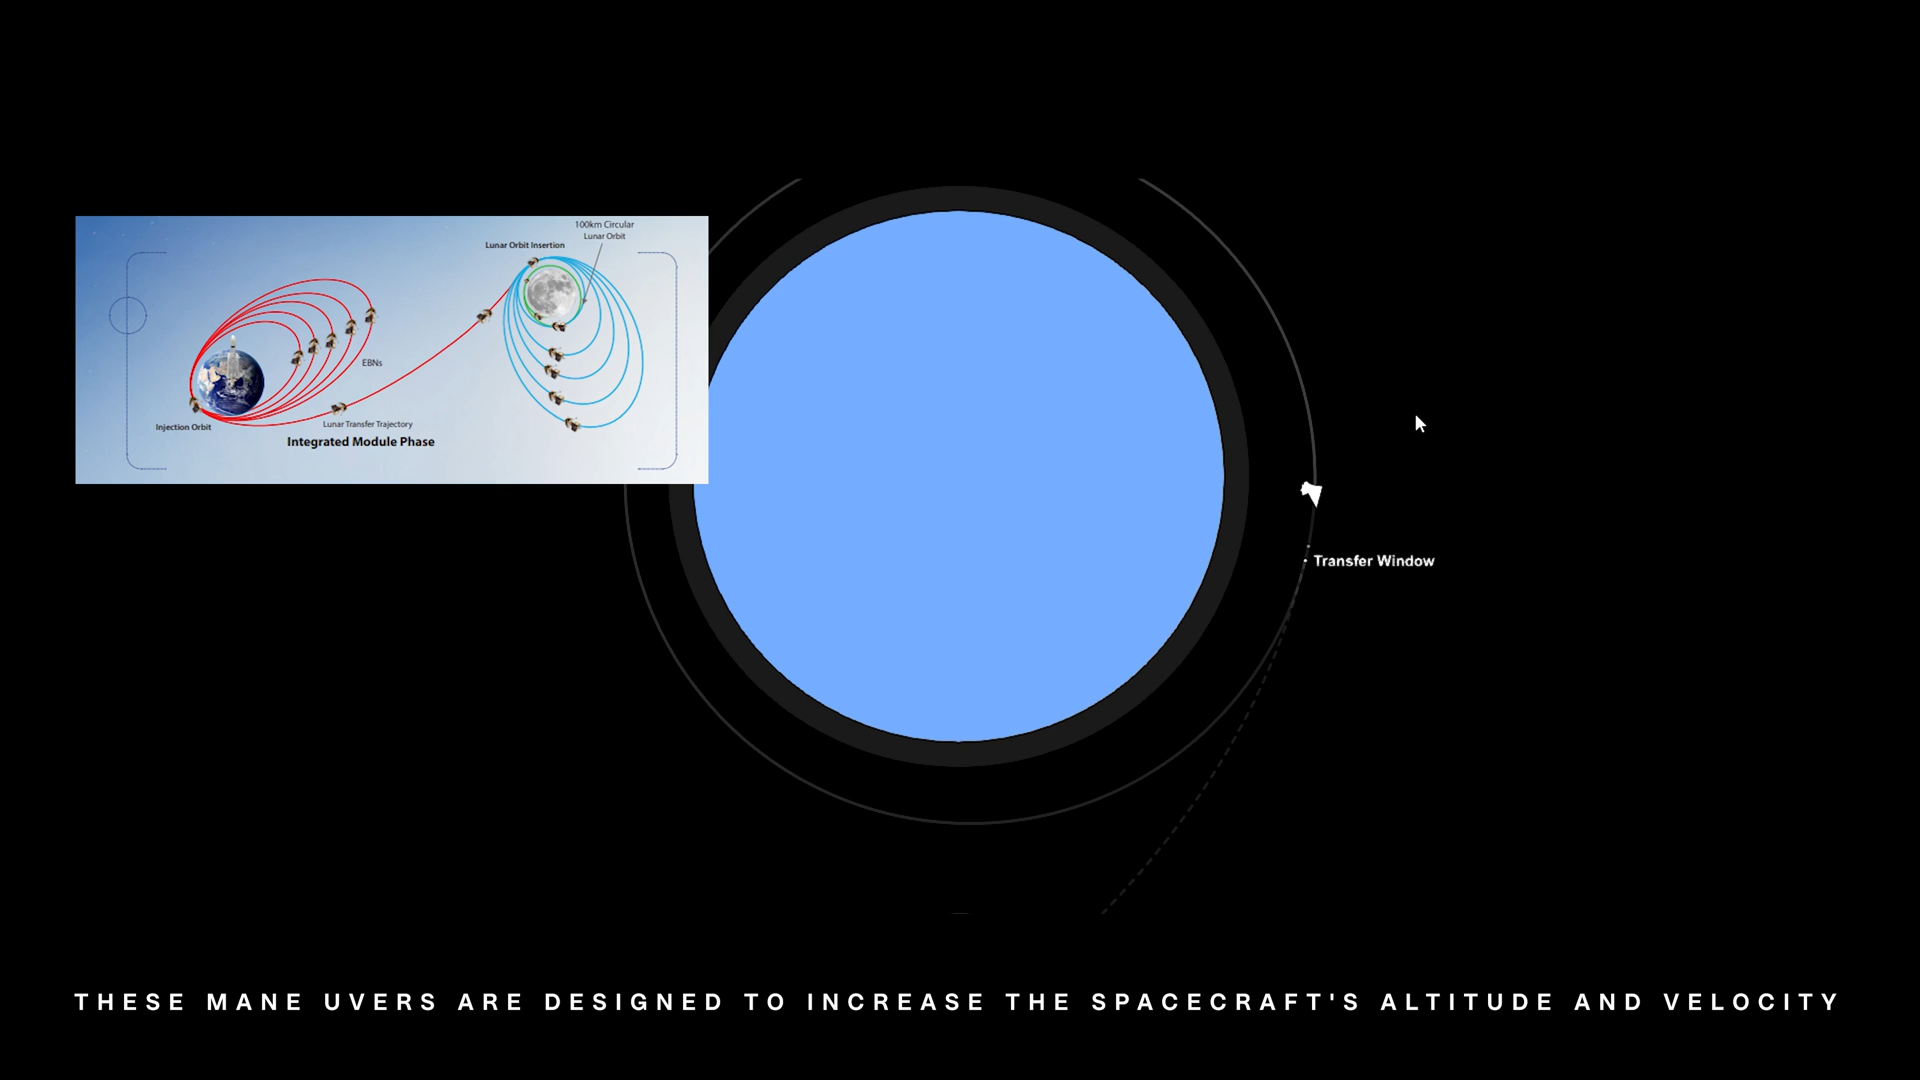 100km Circular
Lunar Orbit
Lunar Orbit Insertion
EBNs
Injection Orbit
Lunar Transfer Trajectory
Integrated Module Phase
Transfer Window
THESE MANE UVERS ARE DESIGNED TO INCREASE THE SPACECRAFT'S ALTITUDE AND VELOCITY